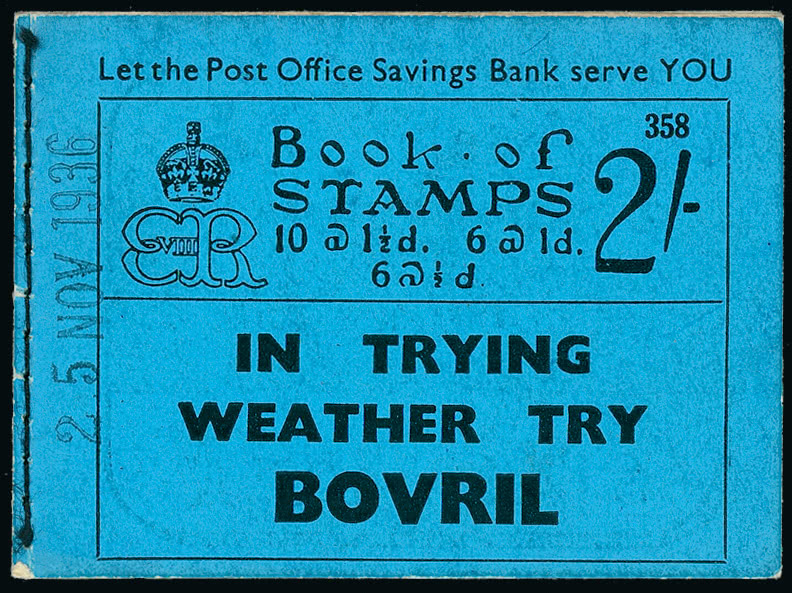 Let the Post Office Savings Bank serve YOU
358
Book · of
STAMPS
2/-
10 @ 1½d. 6 @ 1d.
6 @ ½d
EVIIIR
IN TRYING
WEATHER TRY
BOVRIL
25 NOV 1936